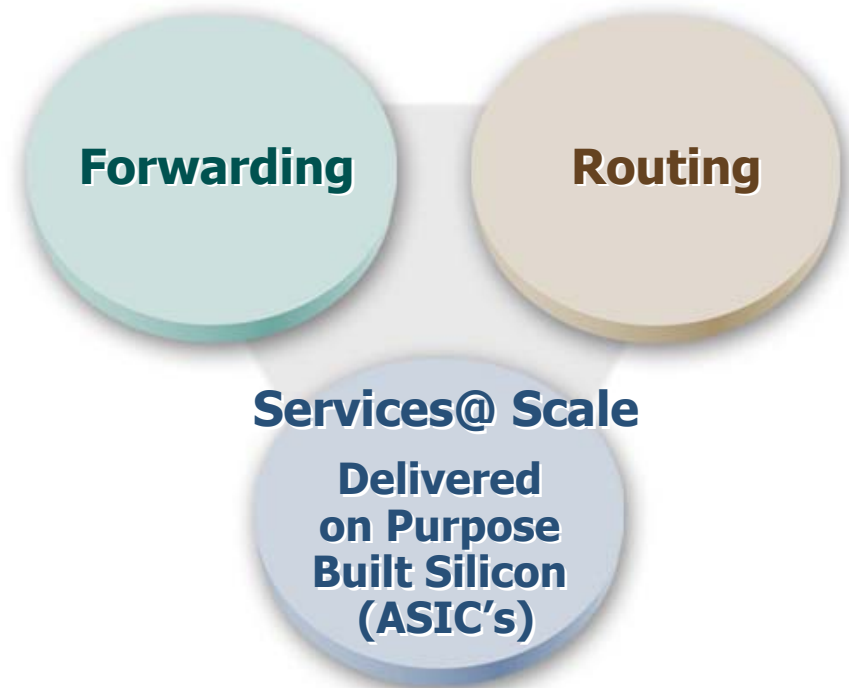 Forwarding
Routing
Services@ Scale
Delivered
on Purpose
Built Silicon
(ASIC's)